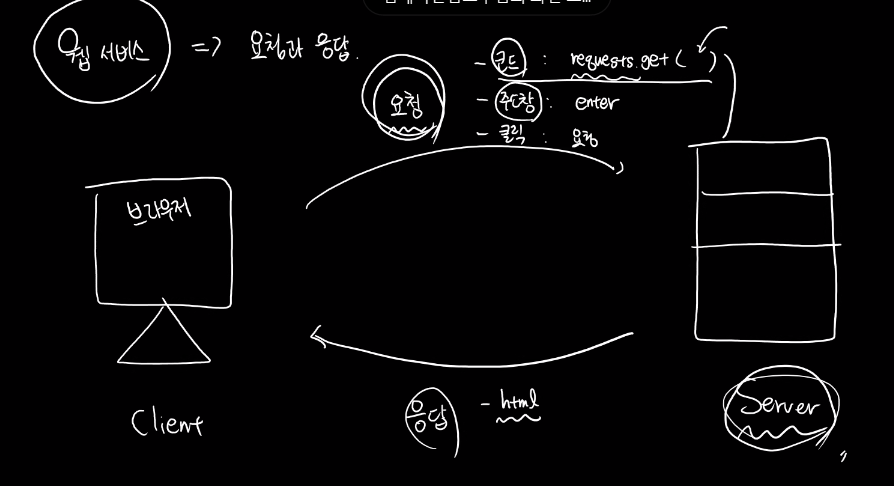 웹 서비스 => 요청과 응답.
요청
- 코드 : requests.get( )
- 주소창 : enter
- 클릭 : 요청
브라우저
Client
응답 - html
Server